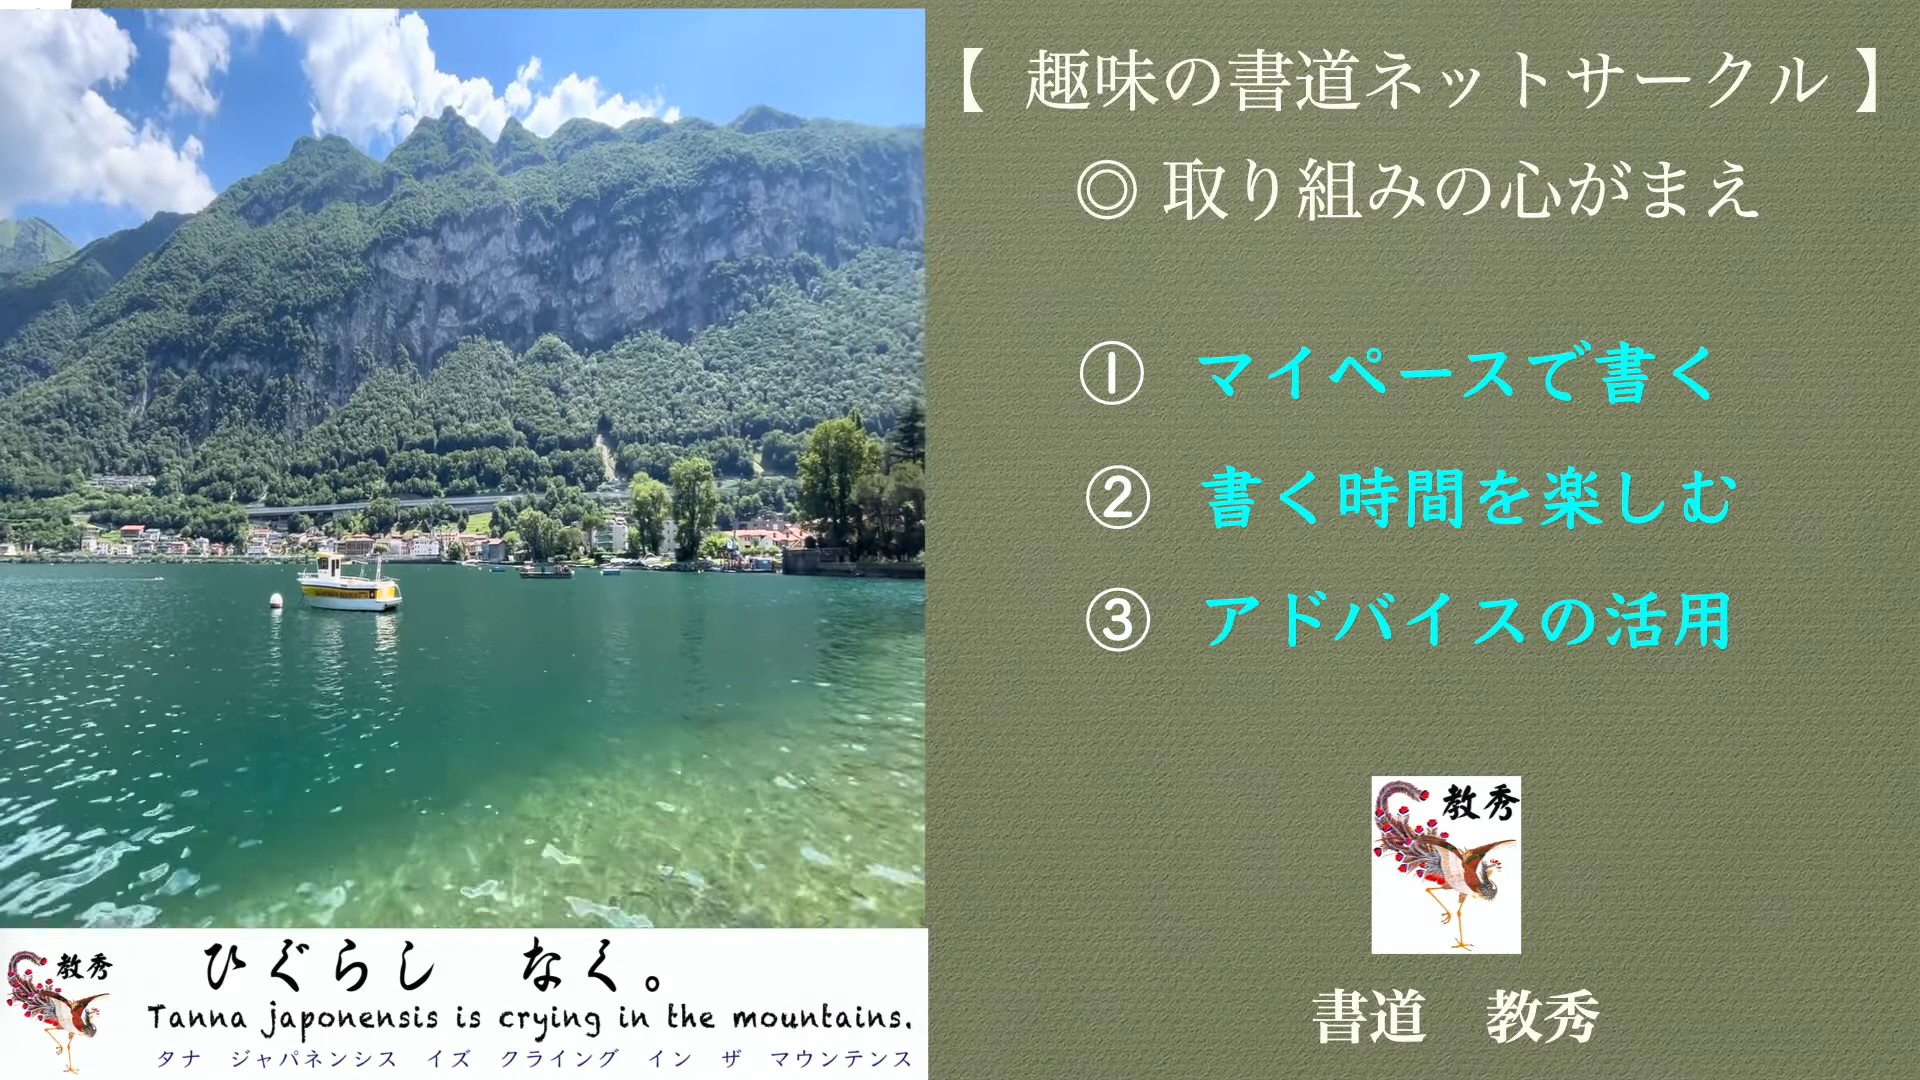 【 趣味の書道ネットサークル 】
◎ 取り組みの心がまえ
① マイペースで書く
② 書く時間を楽しむ
③ アドバイスの活用
教秀
書道　教秀
教秀
ひぐらし　なく。
Tanna japonensis is crying in the mountains.
タナ　ジャパネンシス　イズ　クライング　イン　ザ　マウンテンス